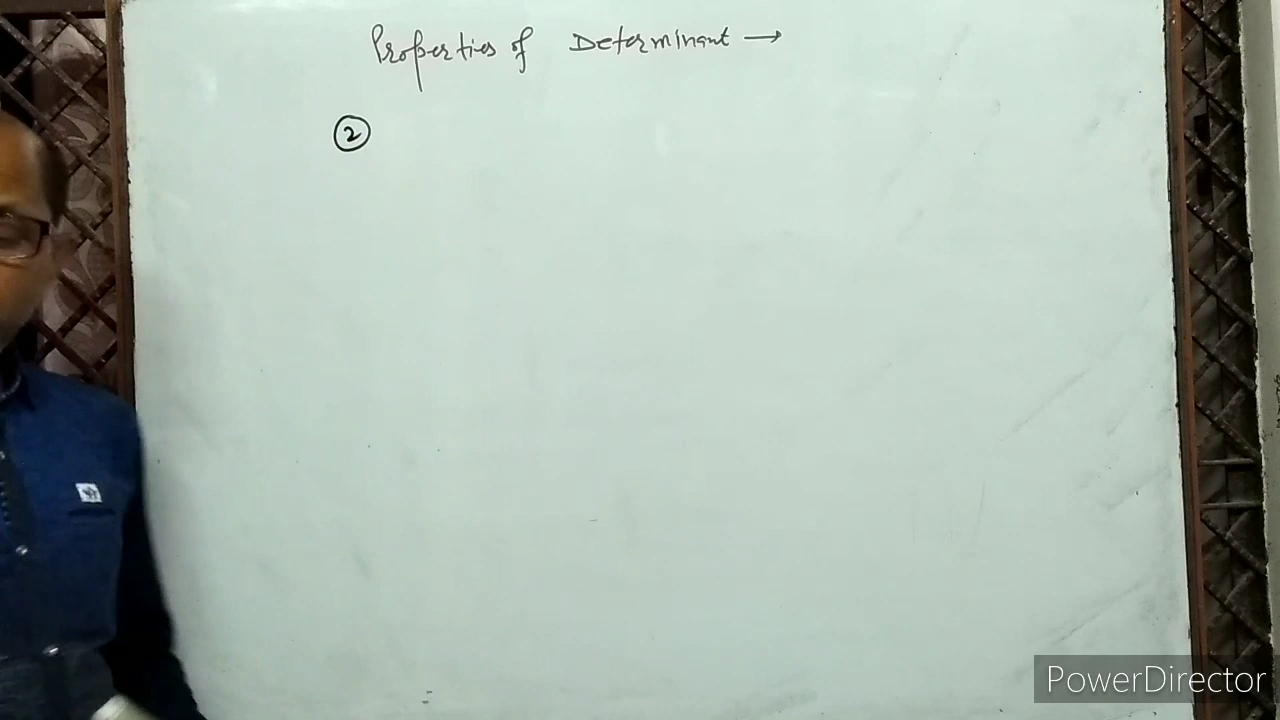 Properties of Determinant →
②
PowerDirector